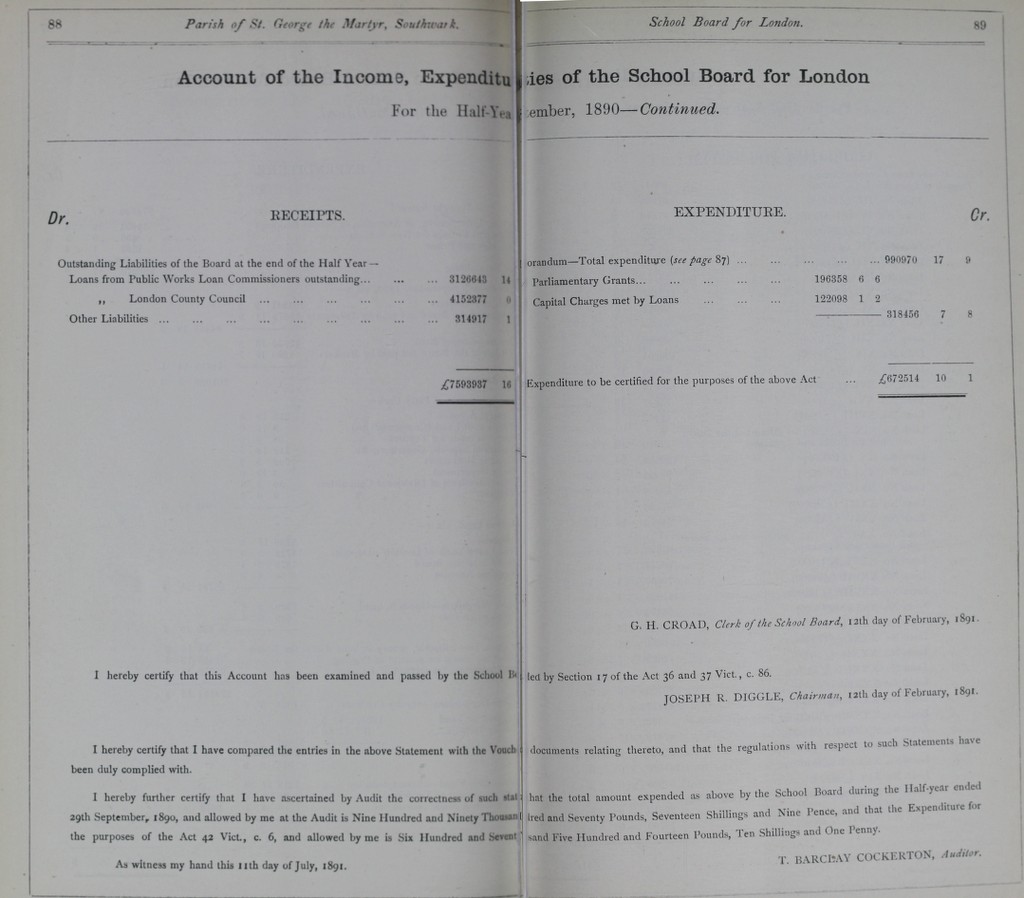 88 Parish of St. George the Martyr, Southwark.
Account of the Income, Expenditu
For the Half-Yea
Dr. RECEIPTS.
Outstanding Liabilities of the Board at the end of the Half Year—
Loans from Public Works Loan Commissioners outstanding... ... ... 3126643 14
„ London County Council ... ... ... ... ... ... 4152377 0
Other Liabilities ... ... ... ... ... ... ... ... ... 314917 1
£7593937 16
I hereby certify that this Account has been examined and passed by the School
I hereby certify that I have compared the entries in the above Statement with the Vouch
been duly complied with.
I hereby further certify that I have ascertained by Audit the correctness of such stat
29th September, 1890, and allowed by me at the Audit is Nine Hundred and Ninety Thousan
the purposes of the Act 42 Vict., c. 6, and allowed by me is Six Hundred and Sevent
As witness my hand this 11th day of July, 1891.
School Board for London. 89
ies of the School Board for London
ember, 1890—Continued.
EXPENDITURE. Cr.
orandum—Total expenditure (see page 87) ... ... ... ... ... 990970 17 9
Parliamentary Grants... ... ... ... ... 196358 6 6
Capital Charges met by Loans ... ... ... 122098 1 2
318456 7 8
Expenditure to be certified for the purposes of the above Act ... £672514 10 1
G. H. CROAD, Clerk of the School Board, 12th day of February, 1891.
led by Section 17 of the Act 36 and 37 Vict., c. 86.
JOSEPH R. DIGGLE, Chairman, 12th day of February, 1891.
documents relating thereto, and that the regulations with respect to such Statements have
hat the total amount expended as above by the School Board during the Half-year ended
red and Seventy Pounds, Seventeen Shillings and Nine Pence, and that the Expenditure for
sand Five Hundred and Fourteen Pounds, Ten Shillings and One Penny.
T. BARCLAY COCKERTON, Auditor.